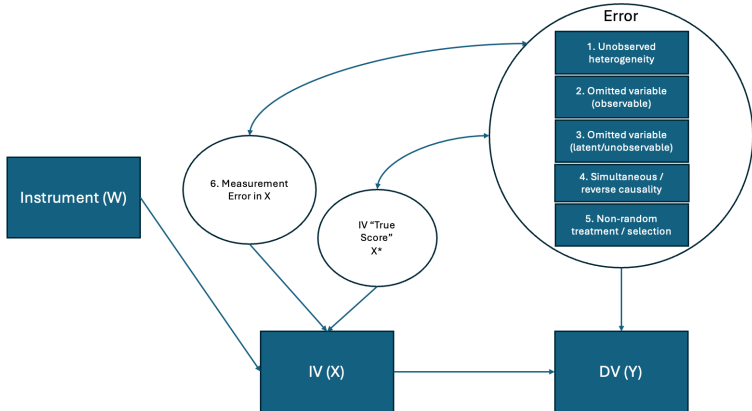 Error
1. Unobserved
heterogeneity
2. Omitted variable
(observable)
3. Omitted variable
(latent/unobservable)
4. Simultaneous /
reverse causality
5. Non-random
treatment / selection
6. Measurement
Error in X
Instrument (W)
IV “True
Score”
X*
IV (X)
DV (Y)